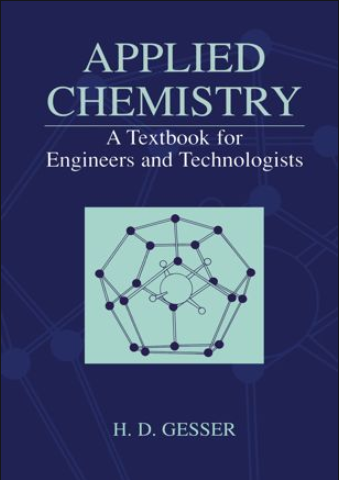 APPLIED
CHEMISTRY
A Textbook for
Engineers and Technologists
H. D. GESSER